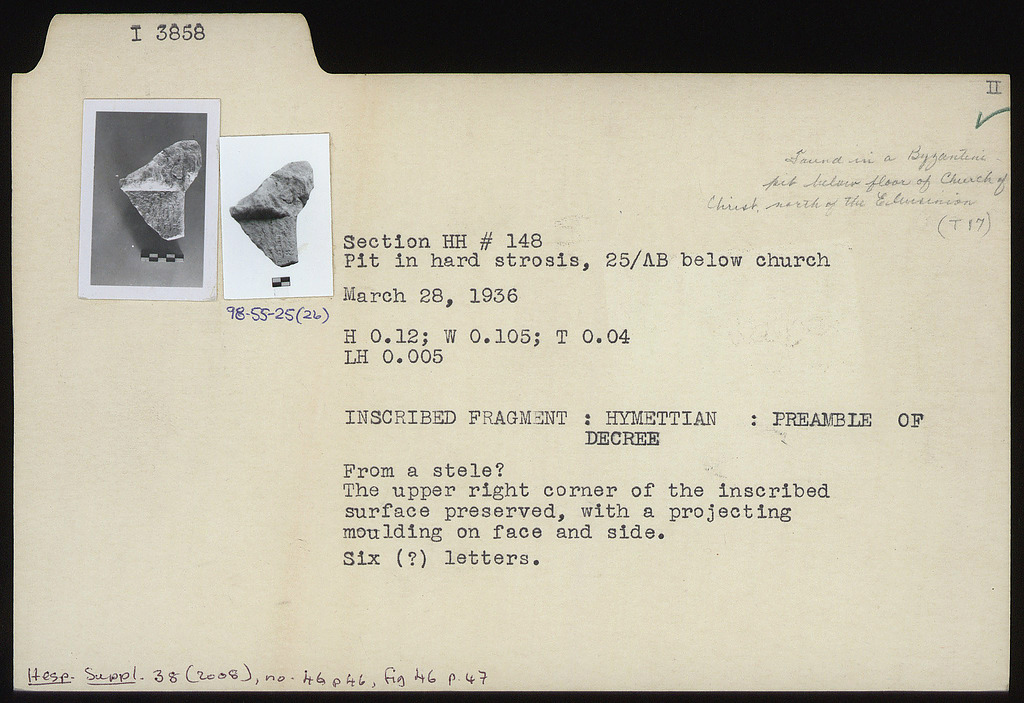 I 3858
II
Found in a Byzantine
pit below floor of Church of
Christ, north of the Eleusinion
(T 17)
Section HH # 148
Pit in hard strosis, 25/ΛB below church
March 28, 1936
98-55-25(26)
H 0.12; W 0.105; T 0.04
LH 0.005
INSCRIBED FRAGMENT : HYMETTIAN : PREAMBLE OF
DECREE
From a stele?
The upper right corner of the inscribed
surface preserved, with a projecting
moulding on face and side.
Six (?) letters.
Hesp. Suppl. 38 (2008), no. 46 p 46, fig 46 p. 47